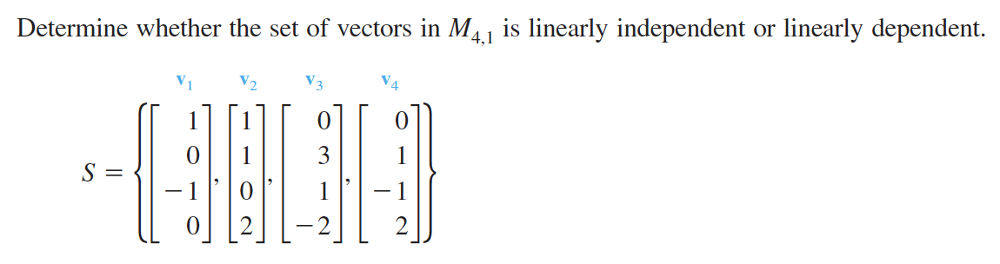 Determine whether the set of vectors in M4,1 is linearly independent or linearly dependent.
v1 v2 v3 v4
1 1 0 0
0 1 3 1
S = { , , , }
−1 0 1 −1
0 2 −2 2